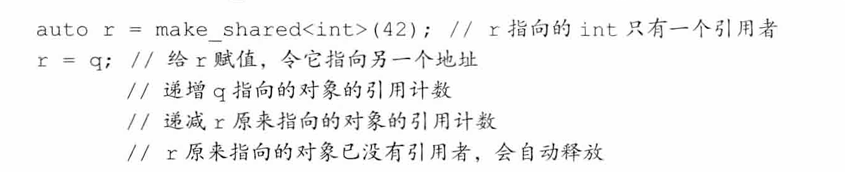 auto r = make_shared<int>(42); // r 指向的 int 只有一个引用者
r = q; // 给 r 赋值，令它指向另一个地址
// 递增 q 指向的对象的引用计数
// 递减 r 原来指向的对象的引用计数
// r 原来指向的对象已没有引用者，会自动释放